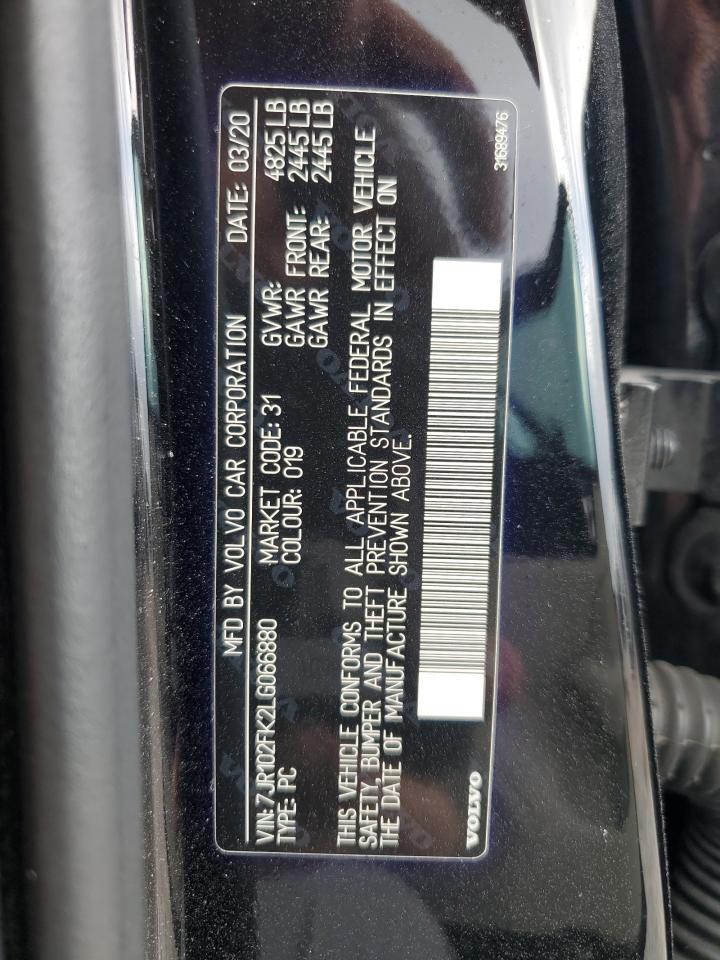 MFD BY VOLVO CAR CORPORATION DATE: 03/20
VIN: 7JR102FK2LG066880 MARKET CODE: 31 GVWR: 4825 LB
TYPE: PC COLOUR: 019 GAWR FRONT: 2445 LB
GAWR REAR: 2445 LB
THIS VEHICLE CONFORMS TO ALL APPLICABLE FEDERAL MOTOR VEHICLE
SAFETY, BUMPER AND THEFT PREVENTION STANDARDS IN EFFECT ON
THE DATE OF MANUFACTURE SHOWN ABOVE.
VOLVO 31689476